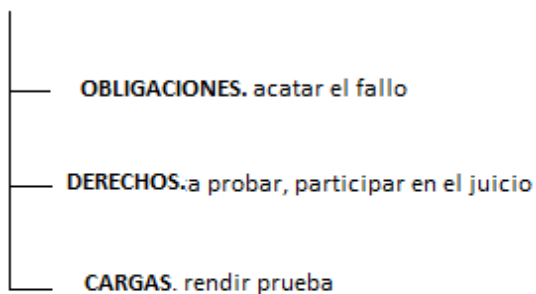 OBLIGACIONES. acatar el fallo
DERECHOS.a probar, participar en el juicio
CARGAS. rendir prueba